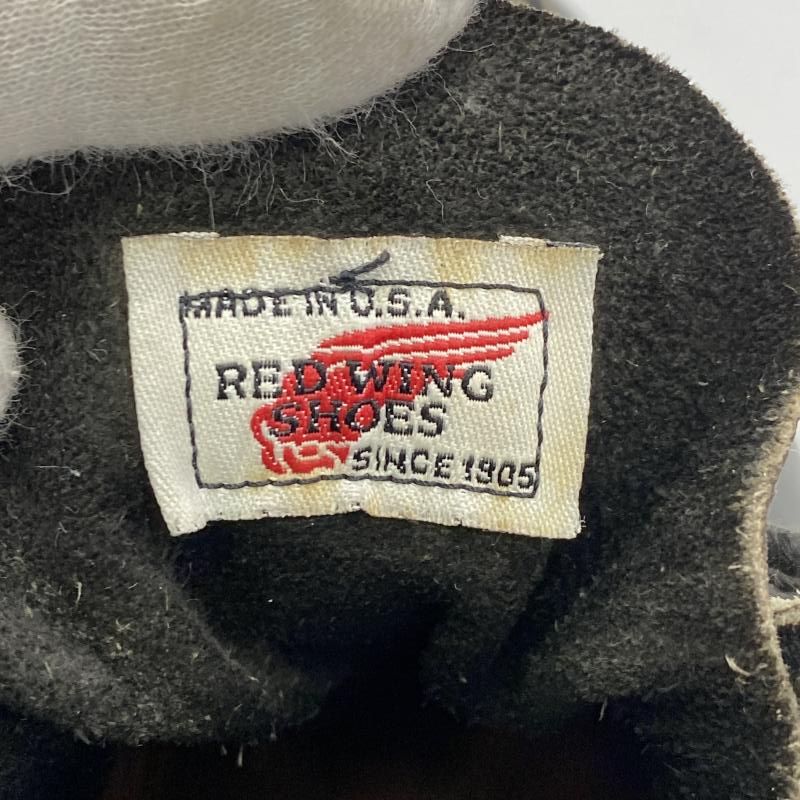 MADE IN U.S.A.
RED WING
SHOES
SINCE 1905